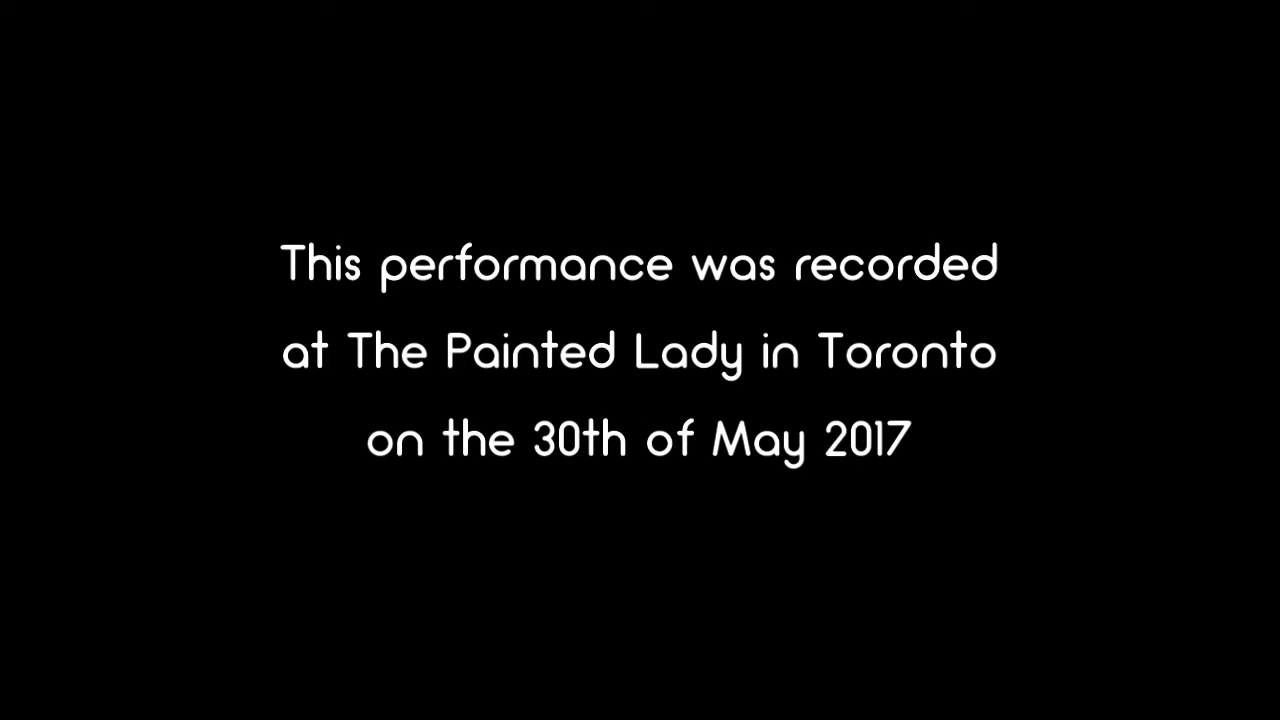 This performance was recorded
at The Painted Lady in Toronto
on the 30th of May 2017